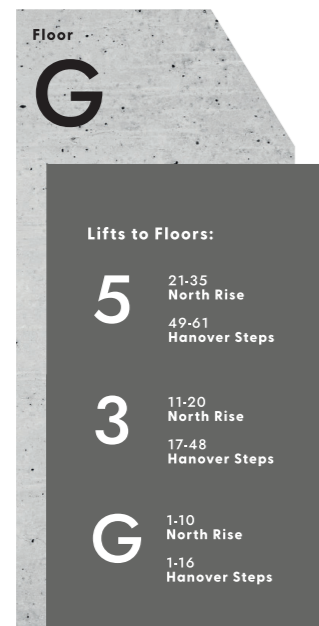 Floor
G
Lifts to Floors:
5
21-35
North Rise
49-61
Hanover Steps
3
11-20
North Rise
17-48
Hanover Steps
G
1-10
North Rise
1-16
Hanover Steps